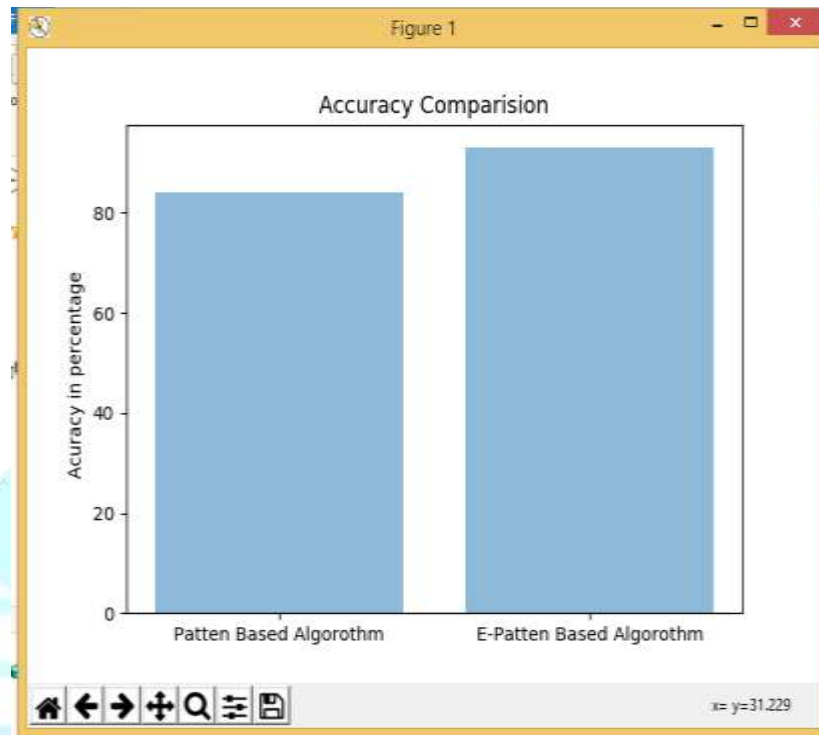 Figure 1
Accuracy Comparision
Acuracy in percentage
80
60
40
20
0
Patten Based Algorothm
E-Patten Based Algorothm
x= y=31.229